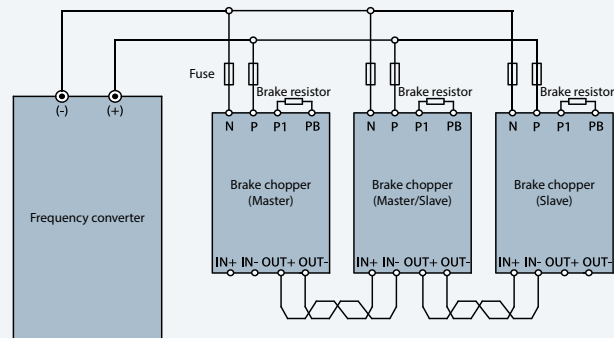 Fuse
Brake resistor
Brake resistor
Brake resistor
(-)
(+)
N P P1 PB
N P P1 PB
N P P1 PB
Frequency converter
Brake chopper
(Master)
Brake chopper
(Master/Slave)
Brake chopper
(Slave)
IN+ IN- OUT+ OUT-
IN+ IN- OUT+ OUT-
IN+ IN- OUT+ OUT-